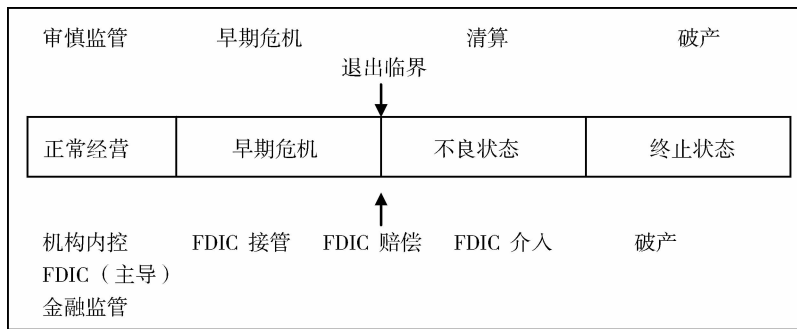 审慎监管 早期危机 清算 破产
退出临界
正常经营 早期危机 不良状态 终止状态
机构内控 FDIC 接管 FDIC 赔偿 FDIC 介入 破产
FDIC（主导）
金融监管